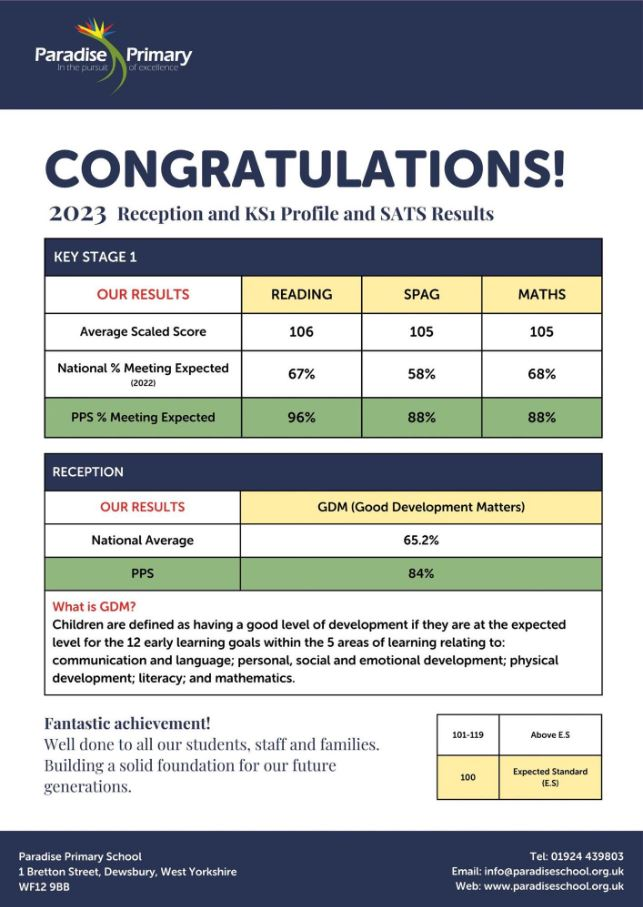 Paradise Primary
In the pursuit of excellence
CONGRATULATIONS!
2023 Reception and KS1 Profile and SATS Results
KEY STAGE 1
OUR RESULTS READING SPAG MATHS
Average Scaled Score 106 105 105
National % Meeting Expected
(2022)
67% 58% 68%
PPS % Meeting Expected 96% 88% 88%
RECEPTION
OUR RESULTS GDM (Good Development Matters)
National Average 65.2%
PPS 84%
What is GDM?
Children are defined as having a good level of development if they are at the expected
level for the 12 early learning goals within the 5 areas of learning relating to:
communication and language; personal, social and emotional development; physical
development; literacy; and mathematics.
Fantastic achievement!
Well done to all our students, staff and families.
Building a solid foundation for our future
generations.
101-119 Above E.S
100 Expected Standard
(E.S)
Paradise Primary School
1 Bretton Street, Dewsbury, West Yorkshire
WF12 9BB
Tel: 01924 439803
Email: info@paradiseschool.org.uk
Web: www.paradiseschool.org.uk